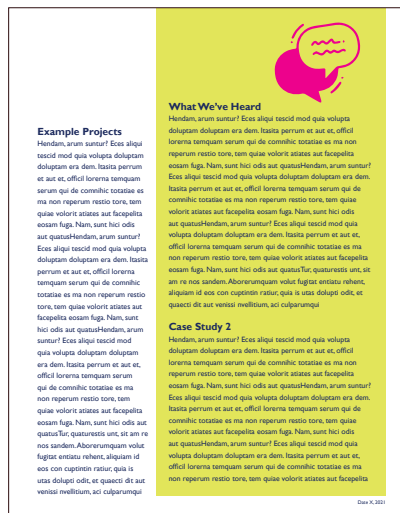 Example Projects
Hendam, arum suntur? Eces aliqui
tescid mod quia volupta doluptam
doluptam era dem. Itasita perrum
et aut et, officil lorerna temquam
serum qui de comnihic totatiae es
ma non reperum restio tore, tem
quiae volorit atiates aut facepelita
eosam fuga. Nam, sunt hici odis
aut quatusHendam, arum suntur?
Eces aliqui tescid mod quia volupta
doluptam doluptam era dem. Itasita
perrum et aut et, officil lorerna
temquam serum qui de comnihic
totatiae es ma non reperum restio
tore, tem quiae volorit atiates aut
facepelita eosam fuga. Nam, sunt
hici odis aut quatusHendam, arum
suntur? Eces aliqui tescid mod
quia volupta doluptam doluptam
era dem. Itasita perrum et aut et,
officil lorerna temquam serum
qui de comnihic totatiae es ma
non reperum restio tore, tem
quiae volorit atiates aut facepelita
eosam fuga. Nam, sunt hici odis aut
quatusTur, quaturestis unt, sit am re
nos sandem. Aborerumquam volut
fugitat entiatu rehent, aliquiam id
eos con cuptintin ratiur, quia is
utas dolupti odit, et quaecti dit aut
venissi nvellitium, aci culparumqui
What We've Heard
Hendam, arum suntur? Eces aliqui tescid mod quia volupta
doluptam doluptam era dem. Itasita perrum et aut et, officil
lorerna temquam serum qui de comnihic totatiae es ma non
reperum restio tore, tem quiae volorit atiates aut facepelita
eosam fuga. Nam, sunt hici odis aut quatusHendam, arum suntur?
Eces aliqui tescid mod quia volupta doluptam doluptam era dem.
Itasita perrum et aut et, officil lorerna temquam serum qui de
comnihic totatiae es ma non reperum restio tore, tem quiae
volorit atiates aut facepelita eosam fuga. Nam, sunt hici odis
aut quatusHendam, arum suntur? Eces aliqui tescid mod quia
volupta doluptam doluptam era dem. Itasita perrum et aut et,
officil lorerna temquam serum qui de comnihic totatiae es ma
non reperum restio tore, tem quiae volorit atiates aut facepelita
eosam fuga. Nam, sunt hici odis aut quatusTur, quaturestis unt, sit
am re nos sandem. Aborerumquam volut fugitat entiatu rehent,
aliquiam id eos con cuptintin ratiur, quia is utas dolupti odit, et
quaecti dit aut venissi nvellitium, aci culparumqui
Case Study 2
Hendam, arum suntur? Eces aliqui tescid mod quia volupta
doluptam doluptam era dem. Itasita perrum et aut et, officil
lorerna temquam serum qui de comnihic totatiae es ma non
reperum restio tore, tem quiae volorit atiates aut facepelita
eosam fuga. Nam, sunt hici odis aut quatusHendam, arum suntur?
Eces aliqui tescid mod quia volupta doluptam doluptam era dem.
Itasita perrum et aut et, officil lorerna temquam serum qui de
comnihic totatiae es ma non reperum restio tore, tem quiae
volorit atiates aut facepelita eosam fuga. Nam, sunt hici odis
aut quatusHendam, arum suntur? Eces aliqui tescid mod quia
volupta doluptam doluptam era dem. Itasita perrum et aut et,
officil lorerna temquam serum qui de comnihic totatiae es ma
non reperum restio tore, tem quiae volorit atiates aut facepelita
Date X, 2021